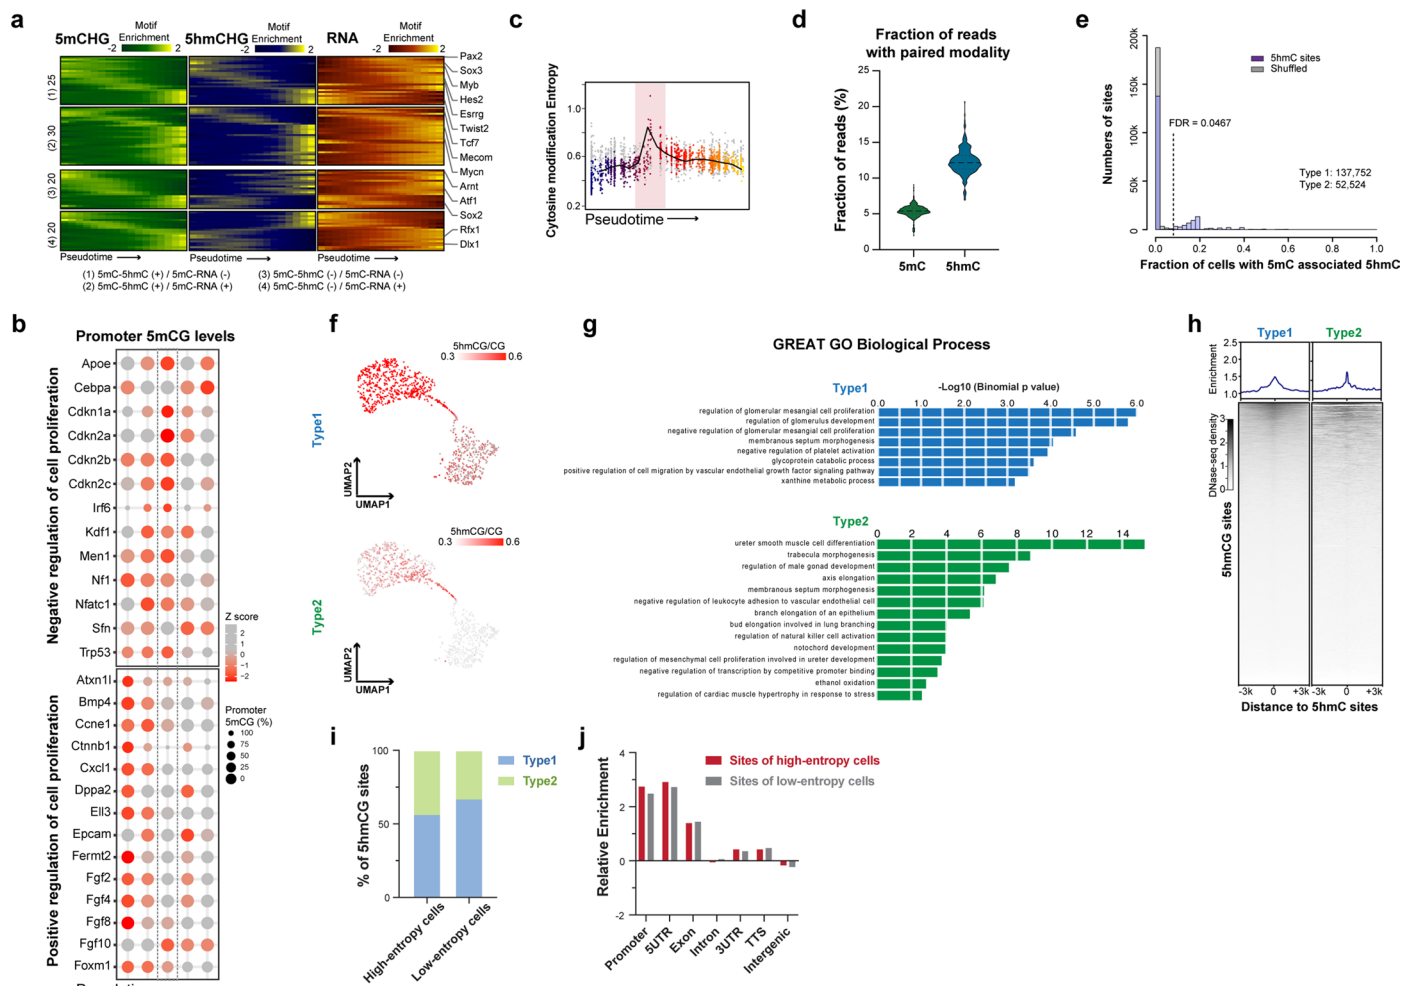 a
5mCHG
Motif
Enrichment
-2 2
5hmCHG
Motif
Enrichment
-2 2
RNA
Motif
Enrichment
-2 2
(1) 25
(2) 30
(3) 20
(4) 20
Pax2
Sox3
Myb
Hes2
Esrrg
Twist2
Tcf7
Mecom
Mycn
Arnt
Atf1
Sox2
Rfx1
Dlx1
Pseudotime
Pseudotime
Pseudotime
(1) 5mC-5hmC (+) / 5mC-RNA (-)
(2) 5mC-5hmC (+) / 5mC-RNA (+)
(3) 5mC-5hmC (-) / 5mC-RNA (-)
(4) 5mC-5hmC (-) / 5mC-RNA (+)
b
Promoter 5mCG levels
Negative regulation of cell proliferation
Apoe
Cebpa
Cdkn1a
Cdkn2a
Cdkn2b
Cdkn2c
Irf6
Kdf1
Men1
Nf1
Nfatc1
Sfn
Trp53
Positive regulation of cell proliferation
Atxn1l
Bmp4
Ccne1
Ctnnb1
Cxcl1
Dppa2
Ell3
Epcam
Fermt2
Fgf2
Fgf4
Fgf8
Fgf10
Foxm1
Z score
2
1
0
-1
-2
Promoter
5mCG (%)
100
75
50
25
0
c
Cytosine modification Entropy
1.0
0.6
0.2
Pseudotime
d
Fraction of reads
with paired modality
Fraction of reads (%)
25
20
15
10
5
0
5mC 5hmC
e
Numbers of sites
200k
150k
100k
50k
0
5hmC sites
Shuffled
FDR = 0.0467
Type 1: 137,752
Type 2: 52,524
0.0 0.2 0.4 0.6 0.8 1.0
Fraction of cells with 5mC associated 5hmC
f
Type1
5hmCG/CG
0.3 0.6
UMAP2
UMAP1
Type2
5hmCG/CG
0.3 0.6
UMAP2
UMAP1
g
GREAT GO Biological Process
Type1
-Log10 (Binomial p value)
0.0 1.0 2.0 3.0 4.0 5.0 6.0
regulation of glomerular mesangial cell proliferation
regulation of glomerulus development
negative regulation of glomerular mesangial cell proliferation
membranous septum morphogenesis
negative regulation of platelet activation
glycoprotein catabolic process
positive regulation of cell migration by vascular endothelial growth factor signaling pathway
xanthine metabolic process
Type2
0 2 4 6 8 10 12 14
ureter smooth muscle cell differentiation
trabecula morphogenesis
regulation of male gonad development
axis elongation
membranous septum morphogenesis
negative regulation of leukocyte adhesion to vascular endothelial cell
branch elongation of an epithelium
bud elongation involved in lung branching
regulation of natural killer cell activation
notochord development
regulation of mesenchymal cell proliferation involved in ureter development
negative regulation of transcription by competitive promoter binding
ethanol oxidation
regulation of cardiac muscle hypertrophy in response to stress
h
Type1 Type2
Enrichment
2.5
2.0
1.5
1.0
DNase-seq density
3
2
1
0
5hmCG sites
-3k 0 +3k -3k 0 +3k
Distance to 5hmC sites
i
% of 5hmCG sites
100
50
0
Type1
Type2
High-entropy cells
Low-entropy cells
j
Relative Enrichment
4
2
0
-2
Sites of high-entropy cells
Sites of low-entropy cells
Promoter
5UTR
Exon
Intron
3UTR
TTS
Intergenic